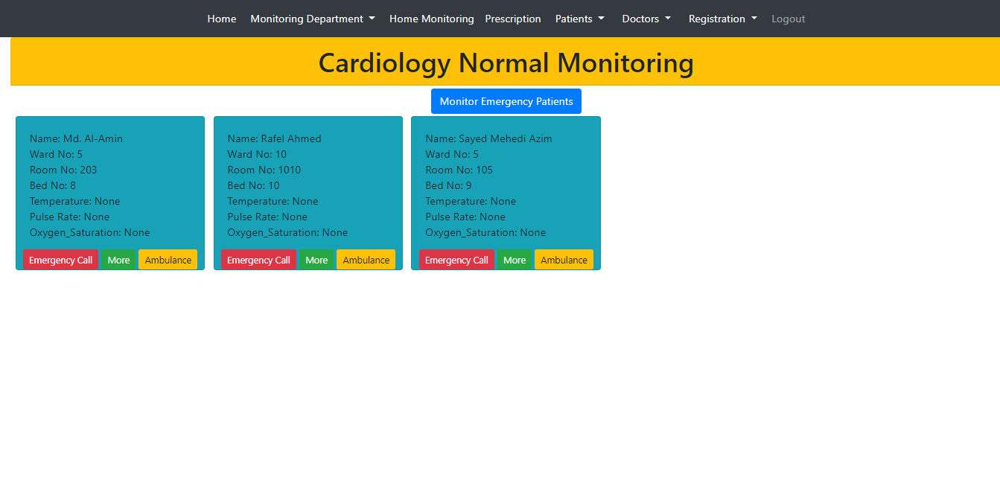 Home Monitoring Department Home Monitoring Prescription Patients Doctors Registration Logout
Cardiology Normal Monitoring
Monitor Emergency Patients
Name: Md. Al-Amin
Ward No: 5
Room No: 203
Bed No: 8
Temperature: None
Pulse Rate: None
Oxygen_Saturation: None
Emergency Call More Ambulance
Name: Rafel Ahmed
Ward No: 10
Room No: 1010
Bed No: 10
Temperature: None
Pulse Rate: None
Oxygen_Saturation: None
Emergency Call More Ambulance
Name: Sayed Mehedi Azim
Ward No: 5
Room No: 105
Bed No: 9
Temperature: None
Pulse Rate: None
Oxygen_Saturation: None
Emergency Call More Ambulance